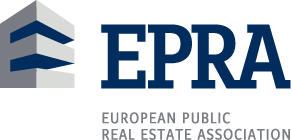 EPRA
EUROPEAN PUBLIC
REAL ESTATE ASSOCIATION